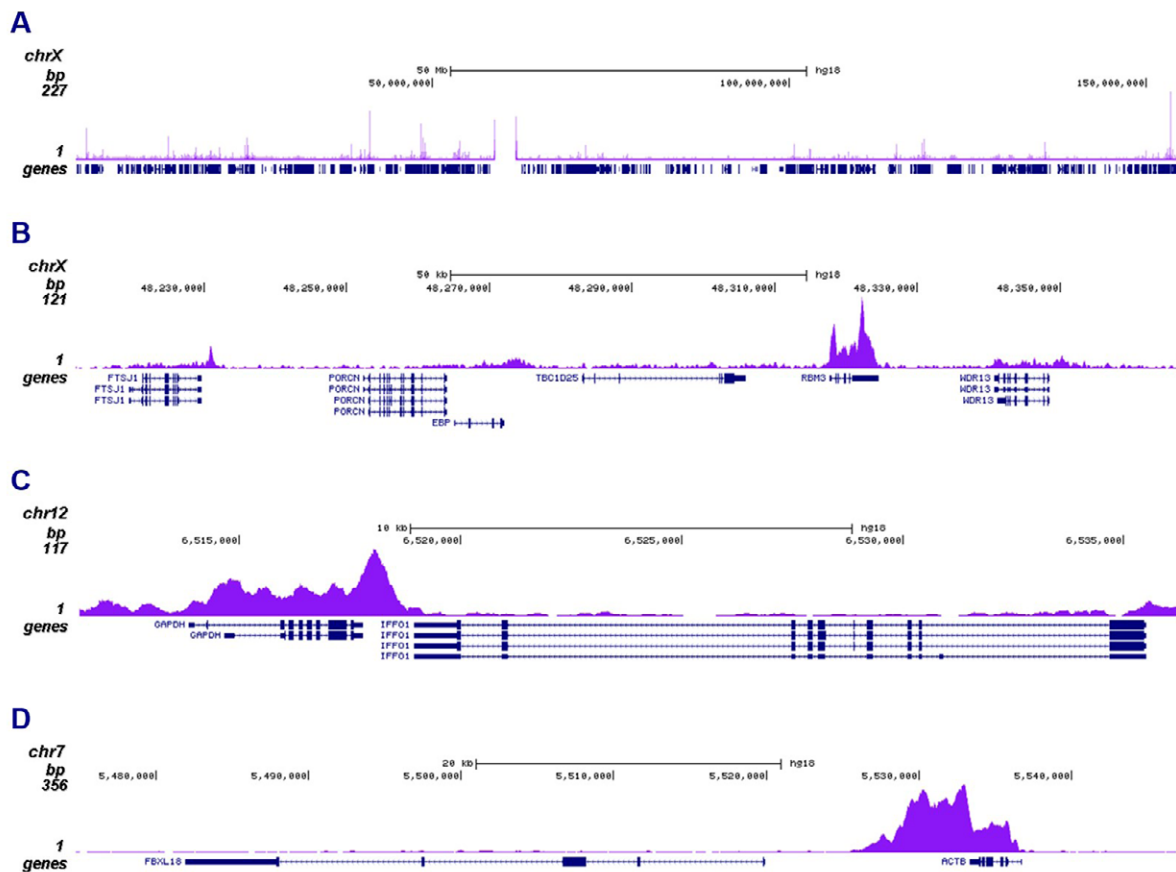 A
chrX
50 Mb hg18
bp 50,000,000 100,000,000 150,000,000
227
1
genes
B
chrX
50 kb hg18
bp 48,230,000 48,250,000 48,270,000 48,290,000 48,310,000 48,330,000 48,350,000
121
1
genes FTSJ1 PORCN TBC1D25 RBM3 WDR13
FTSJ1 PORCN WDR13
FTSJ1 PORCN WDR13
PORCN
EBP
C
chr12
10 kb hg18
bp 6,515,000 6,520,000 6,525,000 6,530,000 6,535,000
117
1
genes GAPDH IFFO1
GAPDH IFFO1
IFFO1
IFFO1
D
chr7
20 kb hg18
bp 5,480,000 5,490,000 5,500,000 5,510,000 5,520,000 5,530,000 5,540,000
356
1
genes FBXL18 ACTB